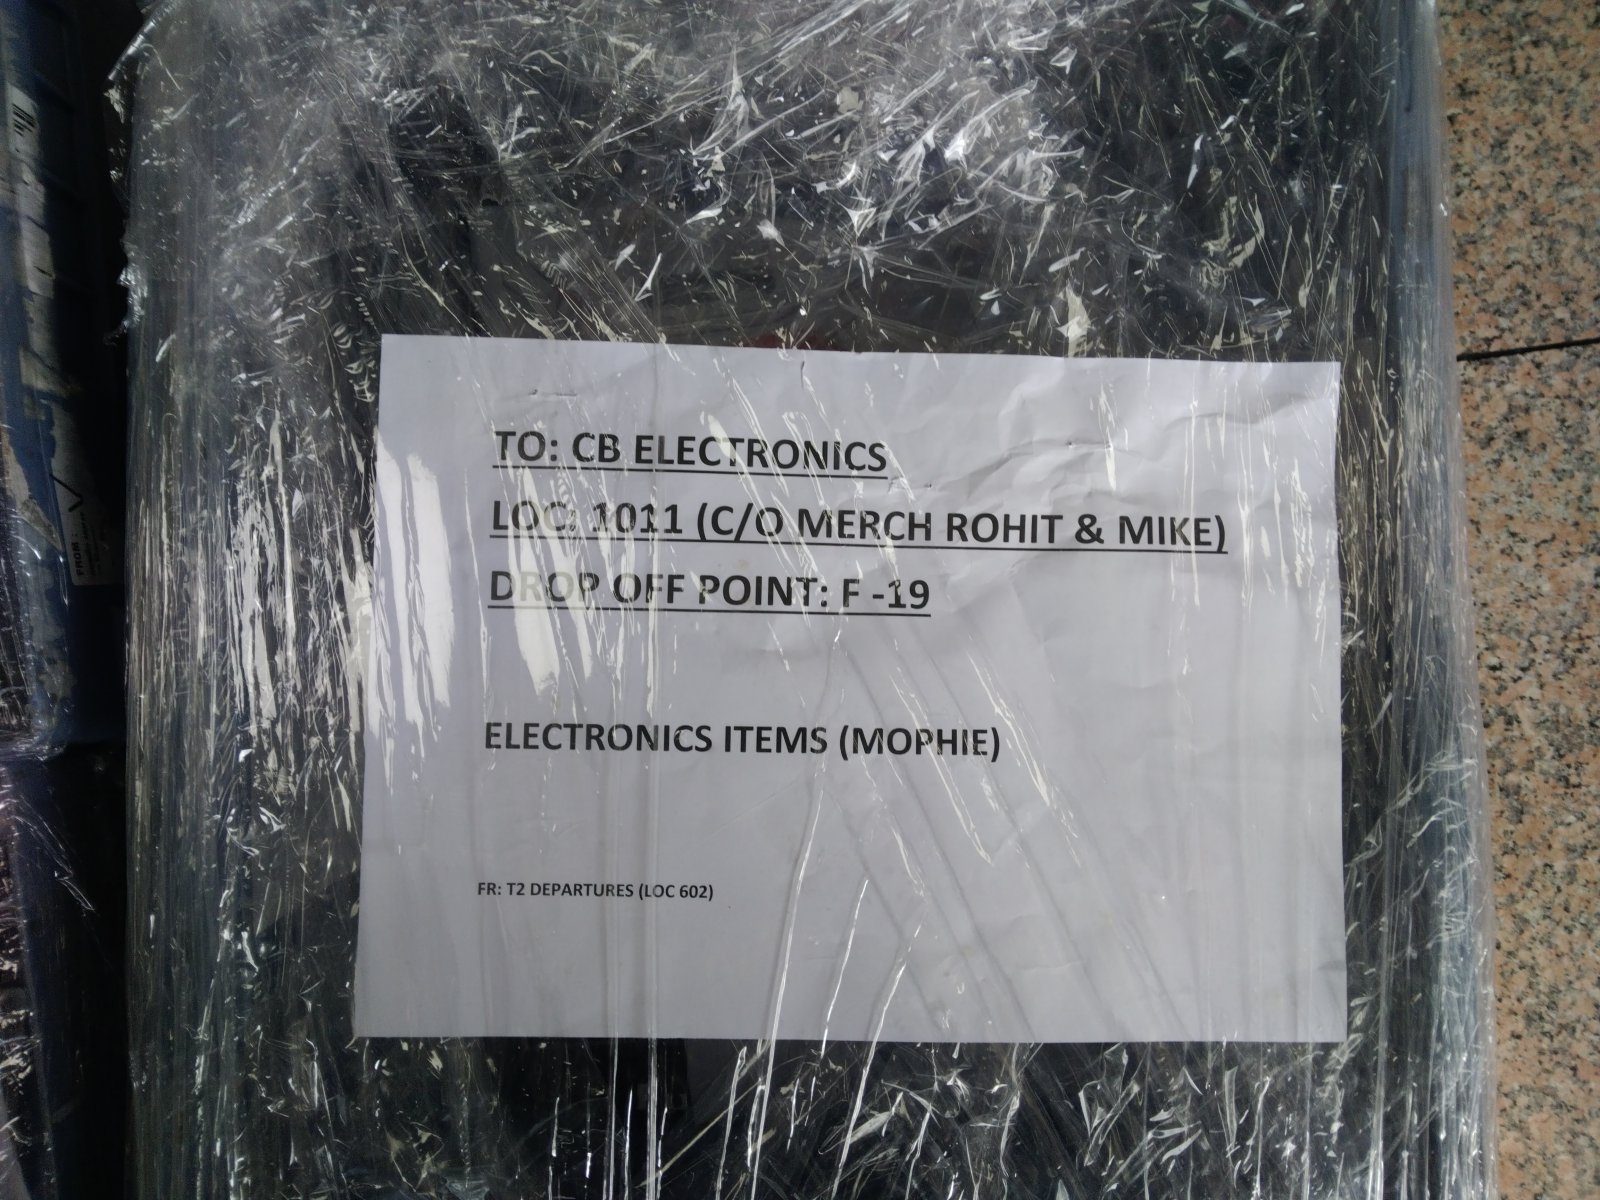 TO: CB ELECTRONICS
LOC: 1011 (C/O MERCH ROHIT & MIKE)
DROP OFF POINT: F -19
ELECTRONICS ITEMS (MOPHIE)
FR: T2 DEPARTURES (LOC 602)
FROM :